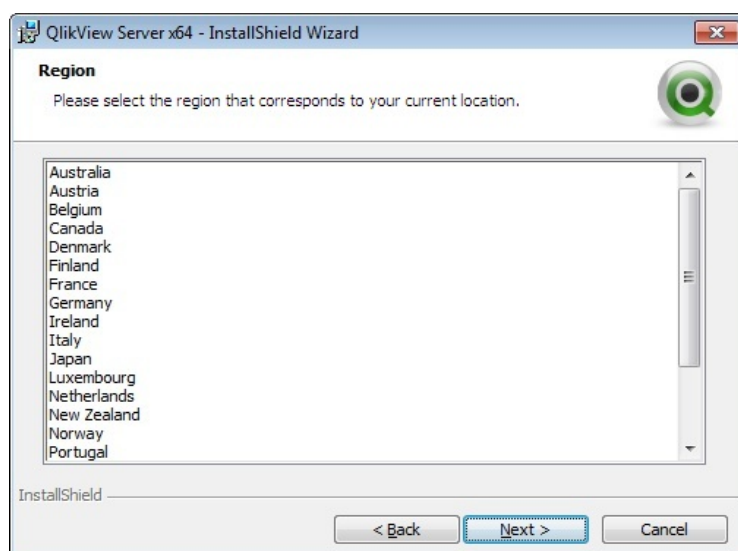 QlikView Server x64 - InstallShield Wizard
Region
Please select the region that corresponds to your current location.
Australia
Austria
Belgium
Canada
Denmark
Finland
France
Germany
Ireland
Italy
Japan
Luxembourg
Netherlands
New Zealand
Norway
Portugal
InstallShield
< Back Next > Cancel